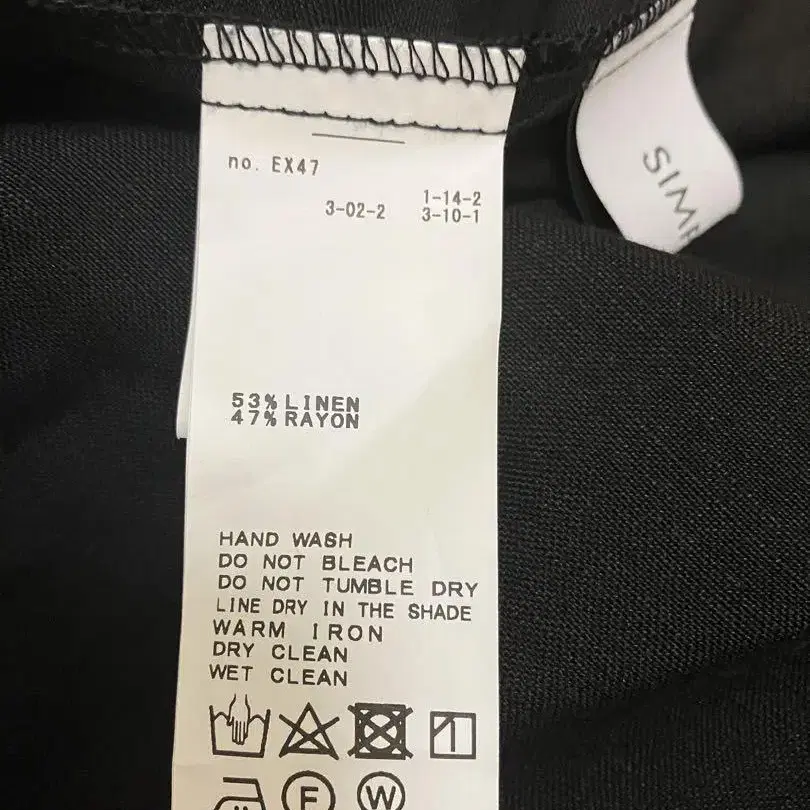 no. EX47
1-14-2
3-02-2 3-10-1
53% LINEN
47% RAYON
HAND WASH
DO NOT BLEACH
DO NOT TUMBLE DRY
LINE DRY IN THE SHADE
WARM IRON
DRY CLEAN
WET CLEAN
F W
SIMP